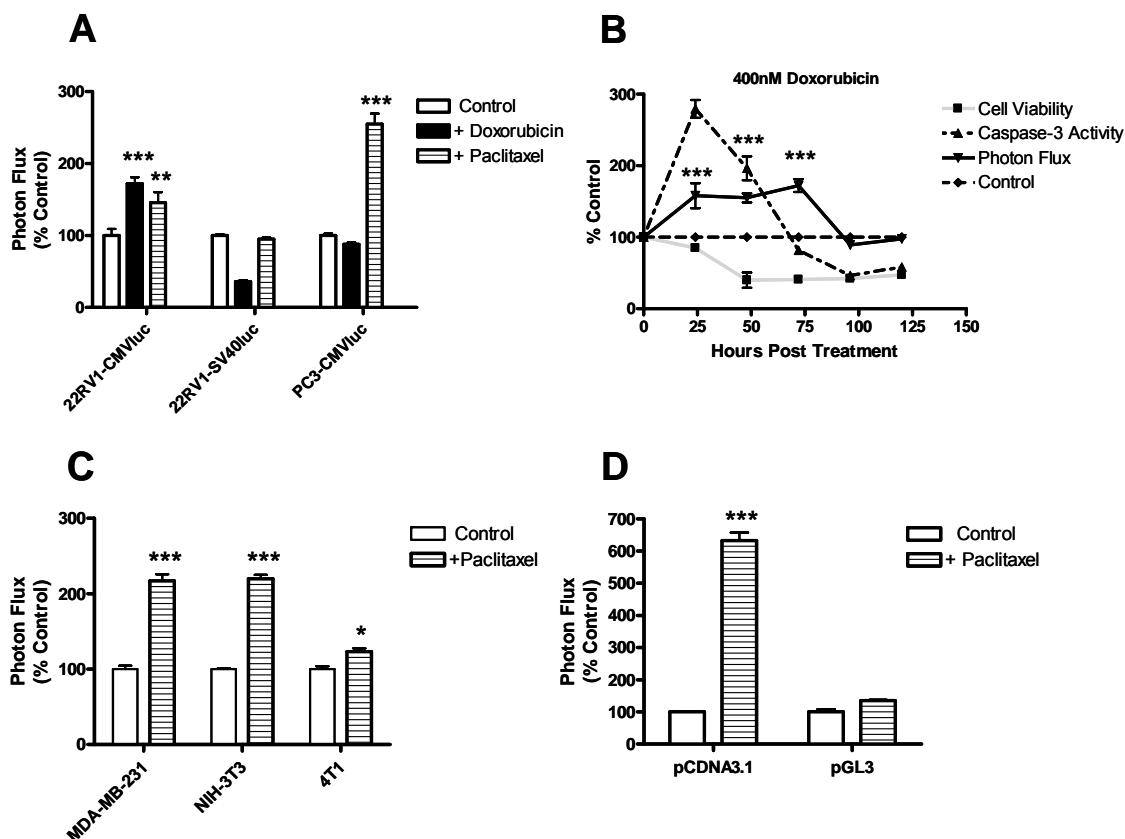 A
Photon Flux
(% Control)
300
200
100
0
***
**
***
Control
+ Doxorubicin
+ Paclitaxel
22RV1-CMVluc
22RV1-SV40luc
PC3-CMVluc
B
400nM Doxorubicin
% Control
300
200
100
0
***
***
***
Cell Viability
Caspase-3 Activity
Photon Flux
Control
0 25 50 75 100 125 150
Hours Post Treatment
C
Photon Flux
(% Control)
300
200
100
0
***
***
*
Control
+Paclitaxel
MDA-MB-231
NIH-3T3
4T1
D
Photon Flux
(% Control)
700
600
500
400
300
200
100
0
***
Control
+ Paclitaxel
pCDNA3.1
pGL3